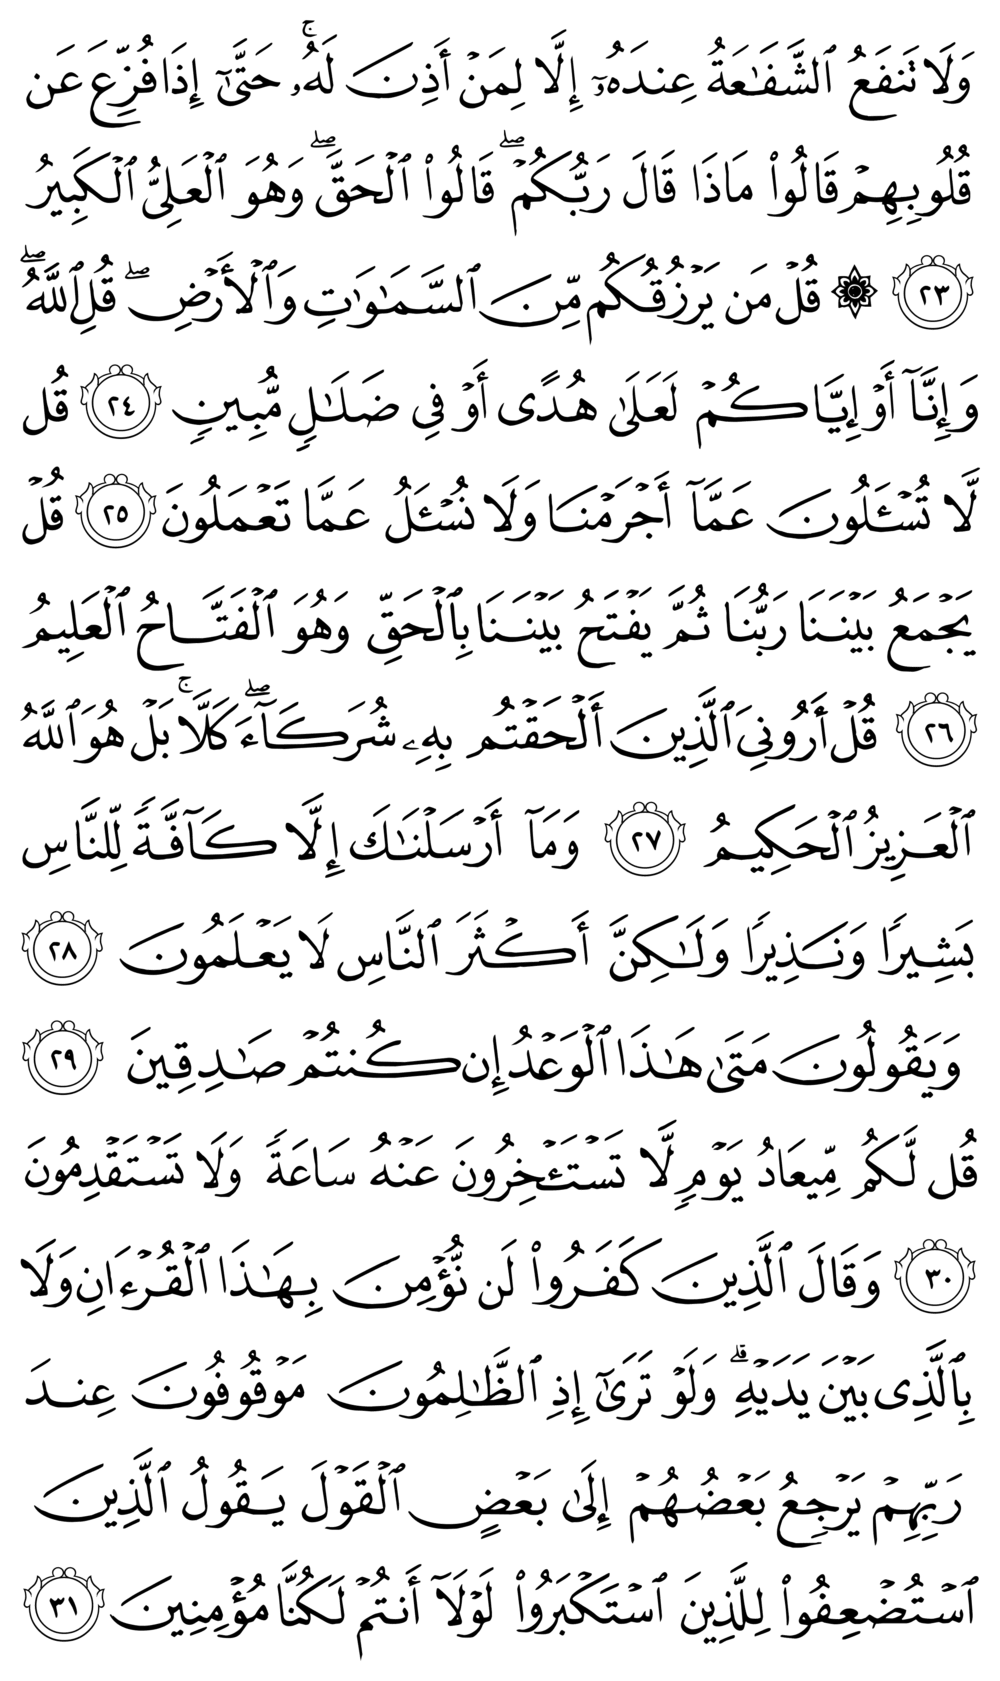 وَلَا تَنفَعُ ٱلشَّفَٰعَةُ عِندَهُۥٓ إِلَّا لِمَنۡ أَذِنَ لَهُۥۚ حَتَّىٰٓ إِذَا فُزِّعَ عَن
قُلُوبِهِمۡ قَالُواْ مَاذَا قَالَ رَبُّكُمۡۖ قَالُواْ ٱلۡحَقَّۖ وَهُوَ ٱلۡعَلِيُّ ٱلۡكَبِيرُ
٢٣ ۞ قُلۡ مَن يَرۡزُقُكُم مِّنَ ٱلسَّمَٰوَٰتِ وَٱلۡأَرۡضِۖ قُلِ ٱللَّهُۖ
وَإِنَّآ أَوۡ إِيَّاكُمۡ لَعَلَىٰ هُدًى أَوۡ فِي ضَلَٰلٖ مُّبِينٖ ٢٤ قُل
لَّا تُسۡـَٔلُونَ عَمَّآ أَجۡرَمۡنَا وَلَا نُسۡـَٔلُ عَمَّا تَعۡمَلُونَ ٢٥ قُلۡ
يَجۡمَعُ بَيۡنَنَا رَبُّنَا ثُمَّ يَفۡتَحُ بَيۡنَنَا بِٱلۡحَقِّ وَهُوَ ٱلۡفَتَّاحُ ٱلۡعَلِيمُ
٢٦ قُلۡ أَرُونِيَ ٱلَّذِينَ أَلۡحَقۡتُم بِهِۦ شُرَكَآءَۖ كَلَّاۚ بَلۡ هُوَ ٱللَّهُ
ٱلۡعَزِيزُ ٱلۡحَكِيمُ ٢٧ وَمَآ أَرۡسَلۡنَٰكَ إِلَّا كَآفَّةٗ لِّلنَّاسِ
بَشِيرٗا وَنَذِيرٗا وَلَٰكِنَّ أَكۡثَرَ ٱلنَّاسِ لَا يَعۡلَمُونَ ٢٨
وَيَقُولُونَ مَتَىٰ هَٰذَا ٱلۡوَعۡدُ إِن كُنتُمۡ صَٰدِقِينَ ٢٩
قُل لَّكُم مِّيعَادُ يَوۡمٖ لَّا تَسۡتَـٔۡخِرُونَ عَنۡهُ سَاعَةٗ وَلَا تَسۡتَقۡدِمُونَ
٣٠ وَقَالَ ٱلَّذِينَ كَفَرُواْ لَن نُّؤۡمِنَ بِهَٰذَا ٱلۡقُرۡءَانِ وَلَا
بِٱلَّذِي بَيۡنَ يَدَيۡهِۗ وَلَوۡ تَرَىٰٓ إِذِ ٱلظَّٰلِمُونَ مَوۡقُوفُونَ عِندَ
رَبِّهِمۡ يَرۡجِعُ بَعۡضُهُمۡ إِلَىٰ بَعۡضٍ ٱلۡقَوۡلَ يَقُولُ ٱلَّذِينَ
ٱسۡتُضۡعِفُواْ لِلَّذِينَ ٱسۡتَكۡبَرُواْ لَوۡلَآ أَنتُمۡ لَكُنَّا مُؤۡمِنِينَ ٣١